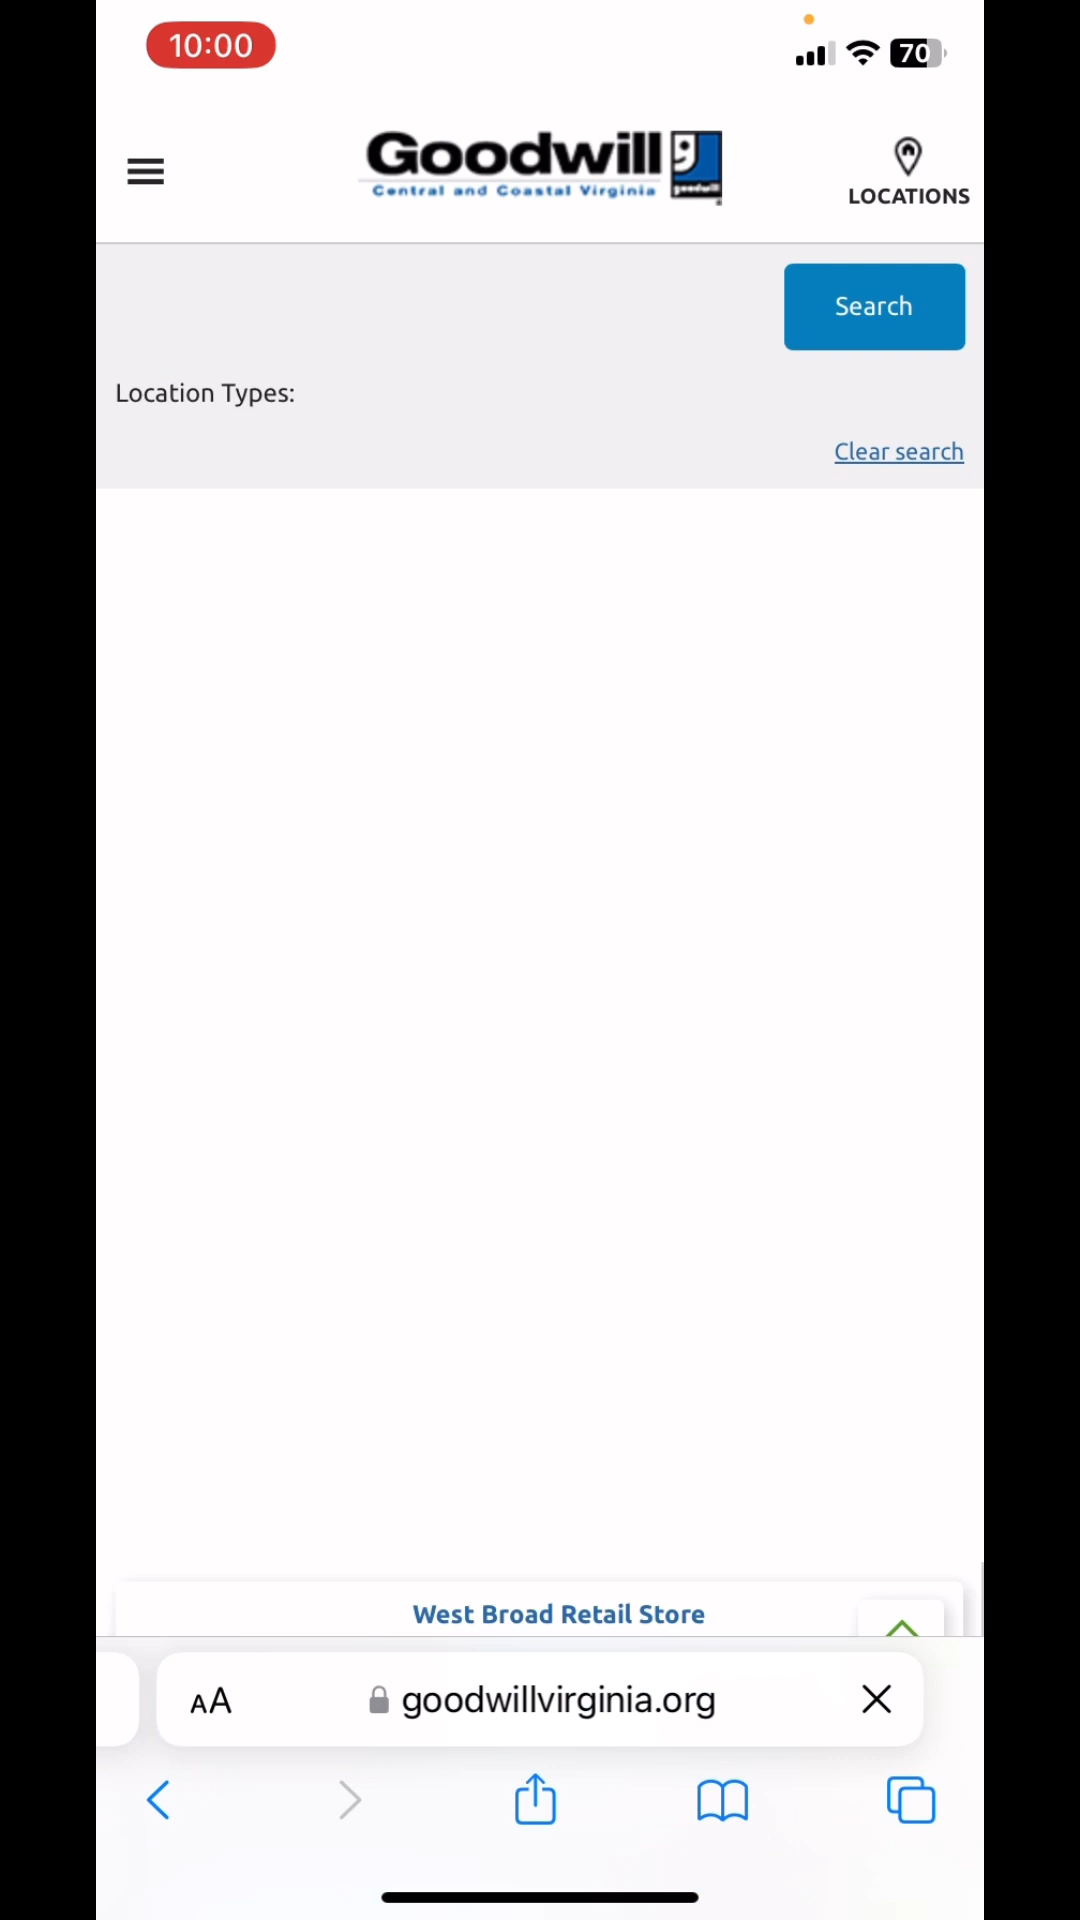 10:00
70
Goodwill
Central and Coastal Virginia
goodwill
LOCATIONS
Search
Location Types:
Clear search
West Broad Retail Store
AA
goodwillvirginia.org